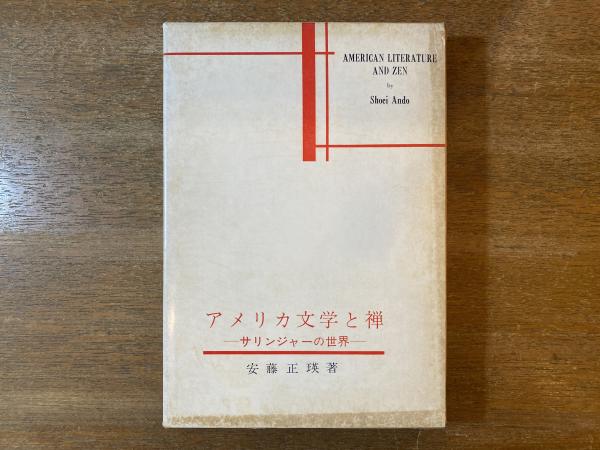 AMERICAN LITERATURE
AND ZEN
by
Shoei Ando
アメリカ文学と禅
―サリンジャーの世界―
安藤正瑛著